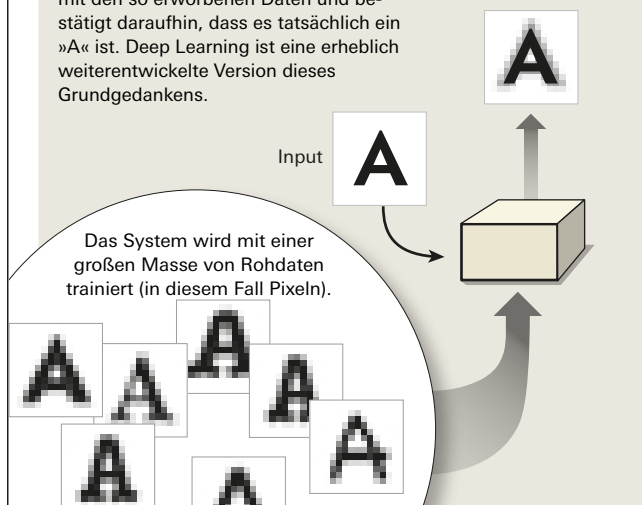 mit den so erworbenen Daten und be-
stätigt daraufhin, dass es tatsächlich ein
»A« ist. Deep Learning ist eine erheblich
weiterentwickelte Version dieses
Grundgedankens.
A
Input
A
Das System wird mit einer
großen Masse von Rohdaten
trainiert (in diesem Fall Pixeln).
A
A
A
A
A
A
A